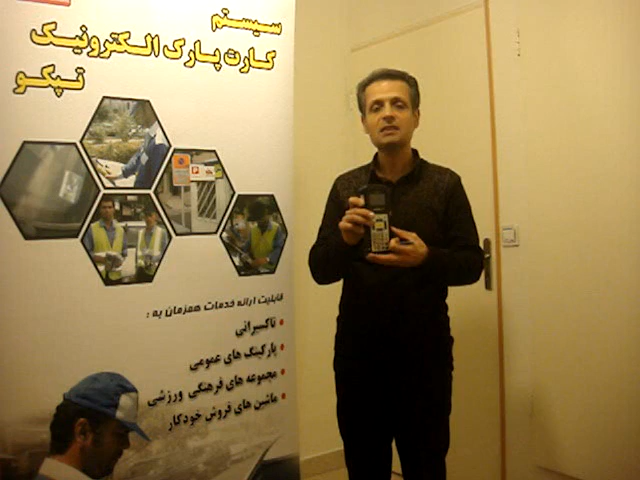 سیستم
کارت پارک الکترونیک
تپکو
قابلیت ارائه خدمات همزمان به :
• تاکسیرانی
• پارکینگ های عمومی
• مجموعه های فرهنگی ورزشی
• ماشین های فروش خودکار